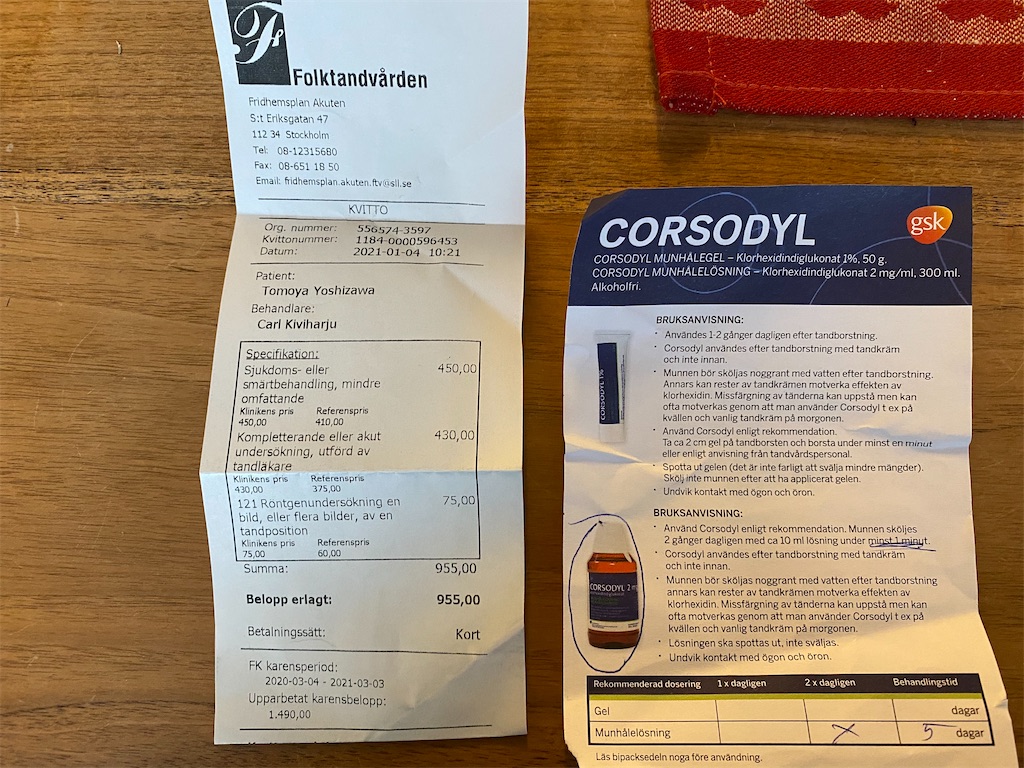 Folktandvården
Fridhemsplan Akuten
S:t Eriksgatan 47
112 34 Stockholm
Tel: 08-12315680
Fax: 08-651 18 50
Email: fridhemsplan.akuten.ftv@sll.se
KVITTO
Org. nummer: 556574-3597
Kvittonummer: 1184-0000596453
Datum: 2021-01-04 10:21
Patient:
Tomoya Yoshizawa
Behandlare:
Carl Kiviharju
Specifikation:
Sjukdoms- eller 450,00
smärtbehandling, mindre
omfattande
Klinikens pris Referenspris
450,00 410,00
Kompletterande eller akut 430,00
undersökning, utförd av
tandläkare
Klinikens pris Referenspris
430,00 375,00
121 Röntgenundersökning en 75,00
bild, eller flera bilder, av en
tandposition
Klinikens pris Referenspris
75,00 60,00
Summa: 955,00
Belopp erlagt: 955,00
Betalningssätt: Kort
FK karensperiod:
2020-03-04 - 2021-03-03
Upparbetat karensbelopp:
1.490,00
CORSODYL
gsk
CORSODYL MUNHÅLEGEL – Klorhexidindiglukonat 1%, 50 g.
CORSODYL MUNHÅLELÖSNING – Klorhexidindiglukonat 2 mg/ml, 300 ml.
Alkoholfri.
BRUKSANVISNING:
· Användes 1-2 gånger dagligen efter tandborstning.
· Corsodyl användes efter tandborstning med tandkräm
och inte innan.
· Munnen bör sköljas noggrant med vatten efter tandborstning.
Annars kan rester av tandkrämen motverka effekten av
klorhexidin. Missfärgning av tänderna kan uppstå men kan
ofta motverkas genom att man använder Corsodyl t ex på
kvällen och vanlig tandkräm på morgonen.
· Använd Corsodyl enligt rekommendation.
Ta ca 2 cm gel på tandborsten och borsta under minst en minut
eller enligt anvisning från tandvårdspersonal.
· Spotta ut gelen (det är inte farligt att svälja mindre mängder).
Skölj inte munnen efter att ha applicerat gelen.
· Undvik kontakt med ögon och öron.
CORSODYL 1%
BRUKSANVISNING:
· Använd Corsodyl enligt rekommendation. Munnen sköljes
2 gånger dagligen med ca 10 ml lösning under minst 1 minut.
· Corsodyl användes efter tandborstning med tandkräm
och inte innan.
· Munnen bör sköljas noggrant med vatten efter tandborstning
annars kan rester av tandkrämen motverka effekten av
klorhexidin. Missfärgning av tänderna kan uppstå men kan
ofta motverkas genom att man använder Corsodyl t ex på
kvällen och vanlig tandkräm på morgonen.
· Lösningen ska spottas ut, inte sväljas.
· Undvik kontakt med ögon och öron.
CORSODYL 2
Rekommenderad dosering 1 x dagligen 2 x dagligen Behandlingstid
Gel dagar
Munhålelösning X 5 dagar
Läs bipacksedeln noga före användning.